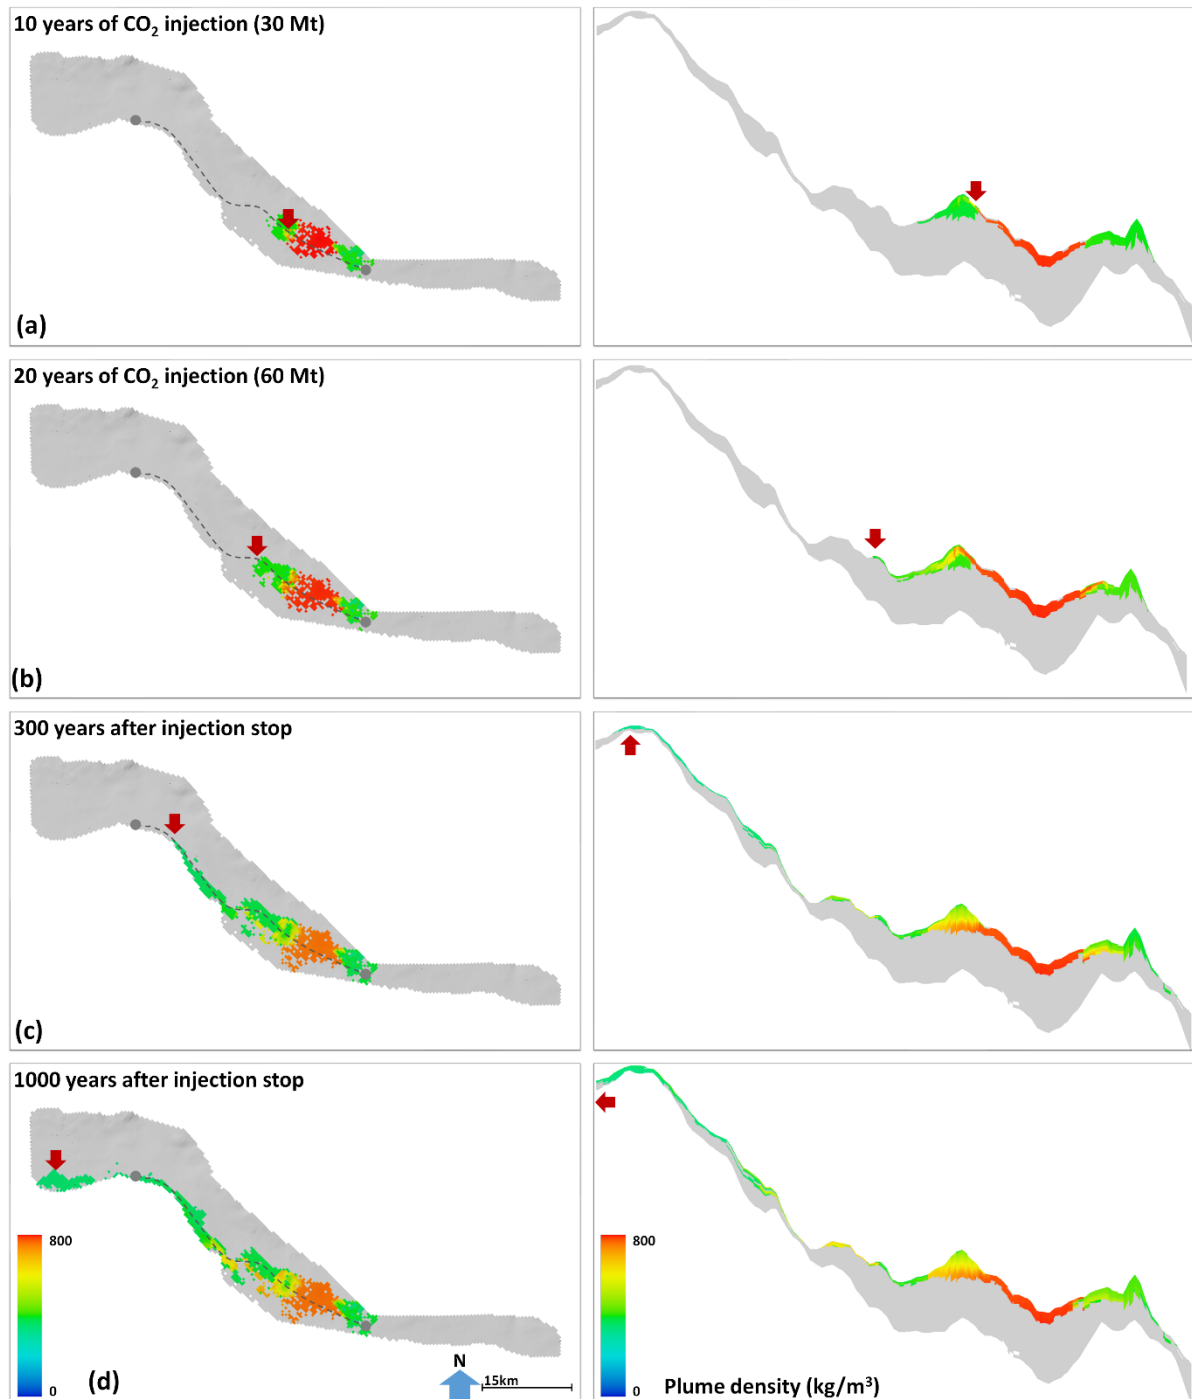 10 years of CO₂ injection (30 Mt)
(a)
20 years of CO₂ injection (60 Mt)
(b)
300 years after injection stop
(c)
1000 years after injection stop
800
0
(d)
N
15km
800
0
Plume density (kg/m³)